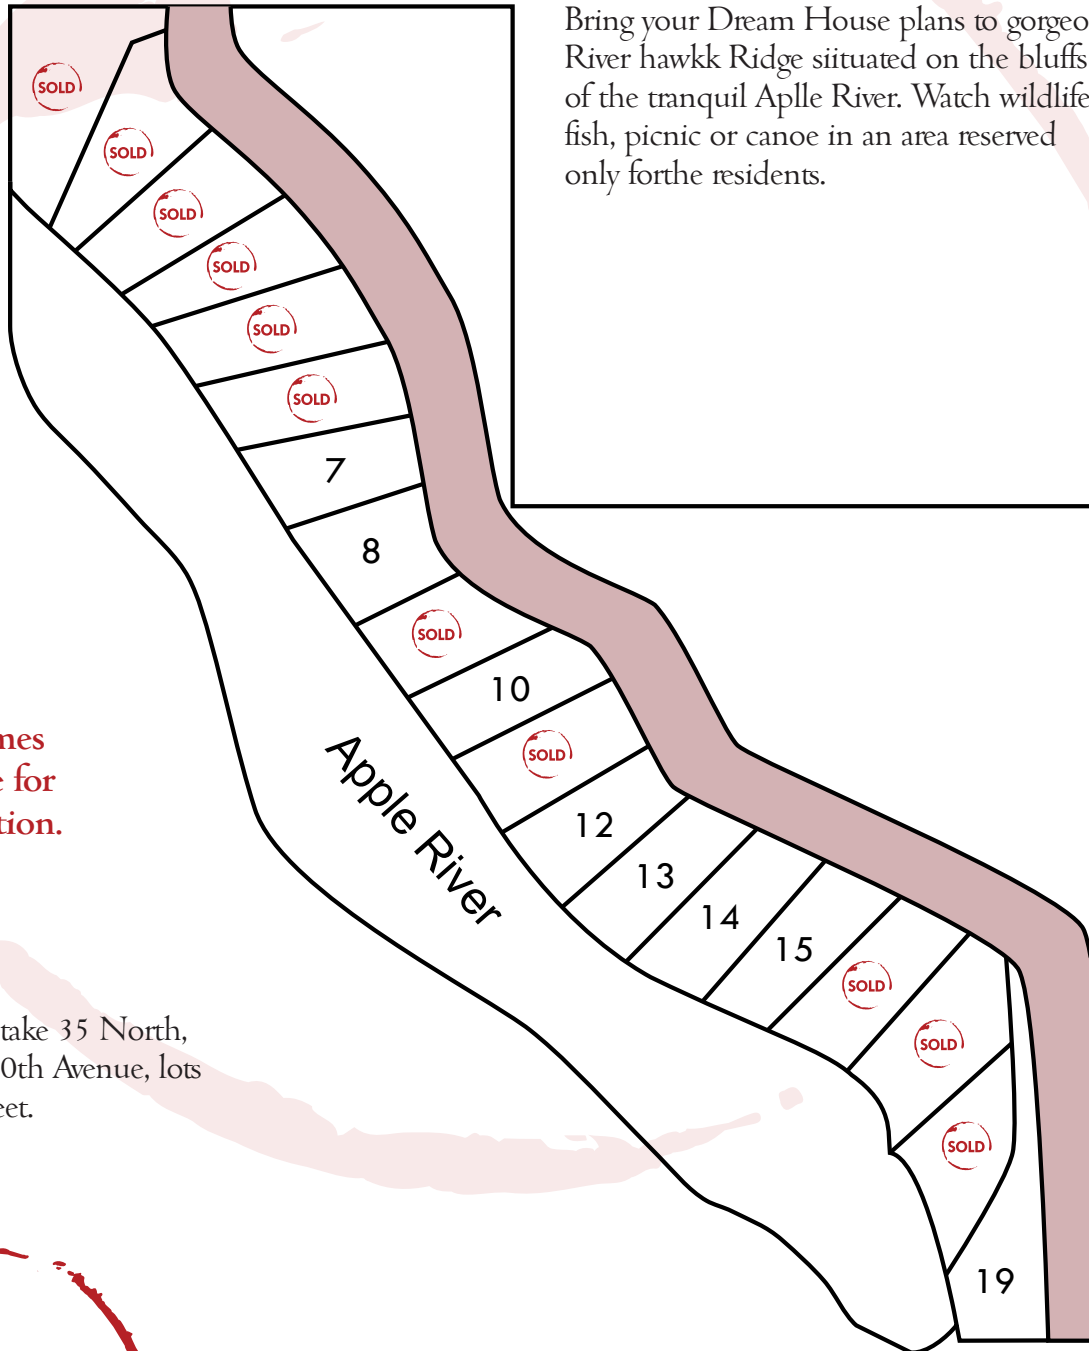 Bring your Dream House plans to gorgeo
River hawkk Ridge siituated on the bluffs
of the tranquil Aplle River. Watch wildlife
fish, picnic or canoe in an area reserved
only forthe residents.
SOLD
SOLD
SOLD
SOLD
SOLD
SOLD
7
8
SOLD
10
SOLD
12
13
14
15
SOLD
SOLD
SOLD
19
Apple River
mes
e for
tion.
take 35 North,
0th Avenue, lots
eet.